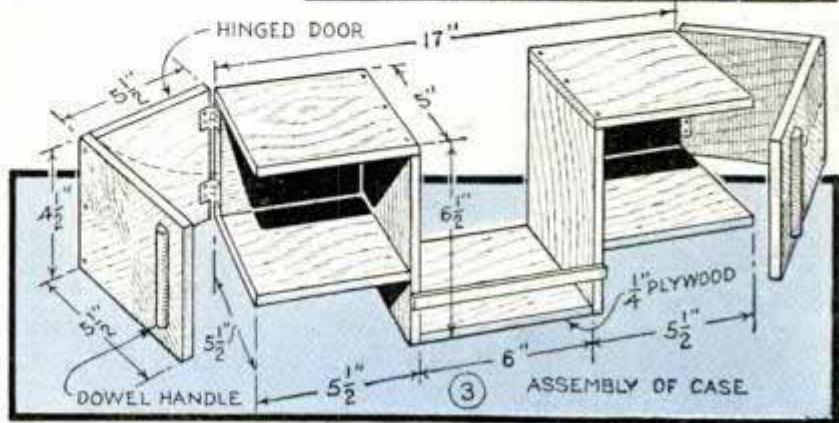 HINGED DOOR
17"
5 1/2"
5"
4 1/2"
6 1/2"
1/4" PLYWOOD
5 1/2"
5 1/2"
5 1/2"
6"
5 1/2"
DOWEL HANDLE
3
ASSEMBLY OF CASE